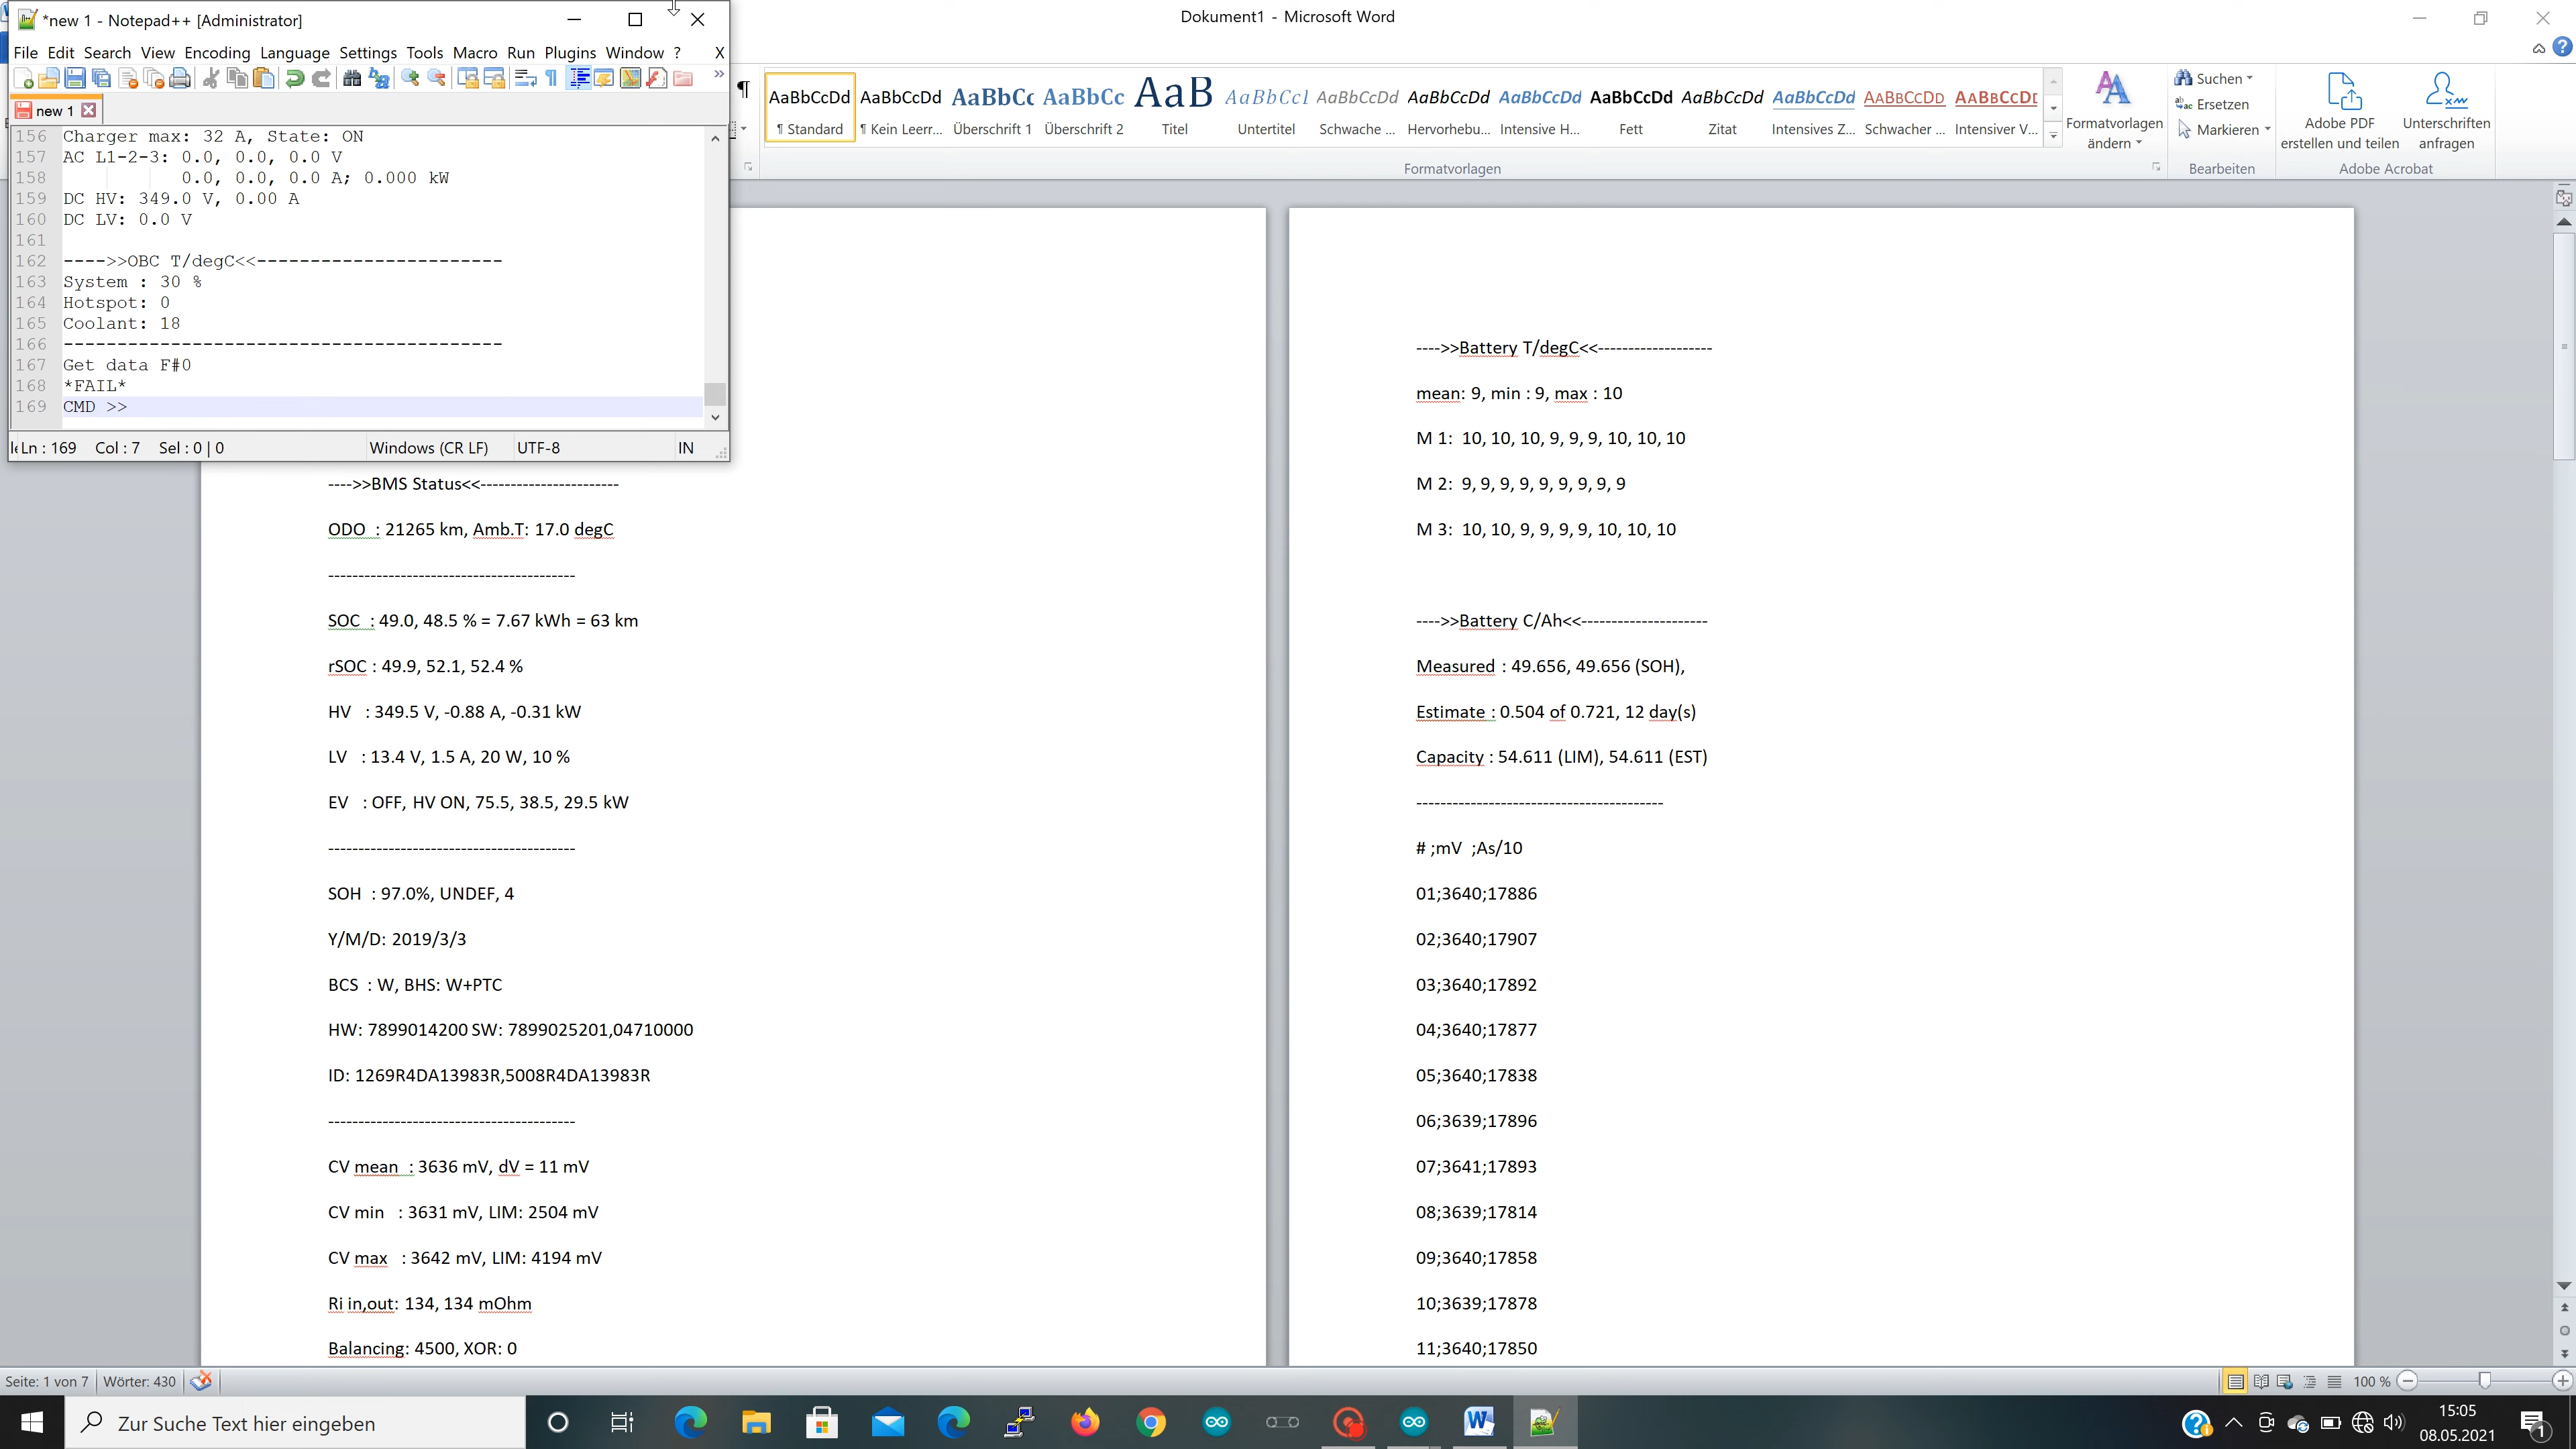 *new 1 - Notepad++ [Administrator]
File Edit Search View Encoding Language Settings Tools Macro Run Plugins Window ? X
new 1
156 Charger max: 32 A, State: ON
157 AC L1-2-3: 0.0, 0.0, 0.0 V
158 0.0, 0.0, 0.0 A; 0.000 kW
159 DC HV: 349.0 V, 0.00 A
160 DC LV: 0.0 V
161
162 ---->>OBC T/degC<<-----------------------
163 System : 30 %
164 Hotspot: 0
165 Coolant: 18
166 -----------------------------------------
167 Get data F#0
168 *FAIL*
169 CMD >>
Ln : 169 Col : 7 Sel : 0 | 0 Windows (CR LF) UTF-8 IN
Dokument1 - Microsoft Word
AaBbCcDd AaBbCcDd AaBbCc AaBbCc AaB AaBbCcl AaBbCcDd AaBbCcDd AaBbCcDd AaBbCcDd AaBbCcDd AaBbCcDd AABBCCDD AABBCCDD
¶ Standard ¶ Kein Leerr... Überschrift 1 Überschrift 2 Titel Untertitel Schwache ... Hervorhebu... Intensive H... Fett Zitat Intensives Z... Schwacher ... Intensiver V...
Formatvorlagen
Formatvorlagen
ändern
Suchen
Ersetzen
Markieren
Bearbeiten
Adobe PDF
erstellen und teilen
Unterschriften
anfragen
Adobe Acrobat
---->>BMS Status<<-----------------------
ODO : 21265 km, Amb.T: 17.0 degC
-----------------------------------------
SOC : 49.0, 48.5 % = 7.67 kWh = 63 km
rSOC : 49.9, 52.1, 52.4 %
HV : 349.5 V, -0.88 A, -0.31 kW
LV : 13.4 V, 1.5 A, 20 W, 10 %
EV : OFF, HV ON, 75.5, 38.5, 29.5 kW
-----------------------------------------
SOH : 97.0%, UNDEF, 4
Y/M/D: 2019/3/3
BCS : W, BHS: W+PTC
HW: 7899014200 SW: 7899025201,04710000
ID: 1269R4DA13983R,5008R4DA13983R
-----------------------------------------
CV mean : 3636 mV, dV = 11 mV
CV min : 3631 mV, LIM: 2504 mV
CV max : 3642 mV, LIM: 4194 mV
Ri in,out: 134, 134 mOhm
Balancing: 4500, XOR: 0
---->>Battery T/degC<<-------------------
mean: 9, min : 9, max : 10
M 1: 10, 10, 10, 9, 9, 9, 10, 10, 10
M 2: 9, 9, 9, 9, 9, 9, 9, 9, 9
M 3: 10, 10, 9, 9, 9, 9, 10, 10, 10
---->>Battery C/Ah<<---------------------
Measured : 49.656, 49.656 (SOH),
Estimate : 0.504 of 0.721, 12 day(s)
Capacity : 54.611 (LIM), 54.611 (EST)
-----------------------------------------
# ;mV ;As/10
01;3640;17886
02;3640;17907
03;3640;17892
04;3640;17877
05;3640;17838
06;3639;17896
07;3641;17893
08;3639;17814
09;3640;17858
10;3639;17878
11;3640;17850
Seite: 1 von 7 Wörter: 430
100 %
Zur Suche Text hier eingeben
15:05
08.05.2021
1